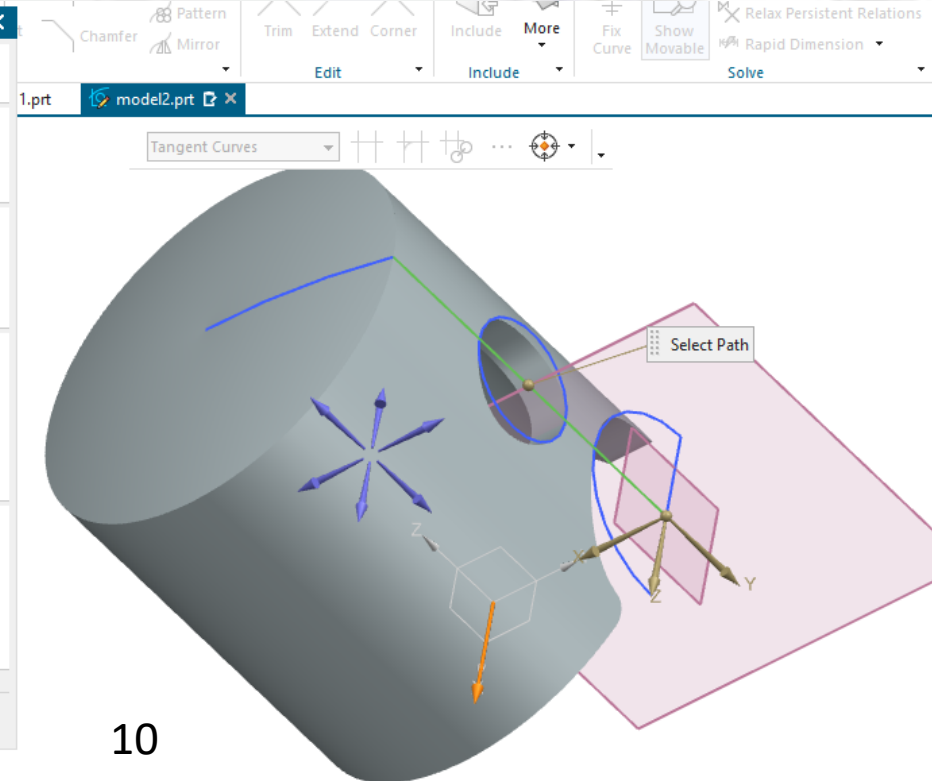 Pattern
Chamfer
Mirror
Trim Extend Corner
Include More
Fix Curve
Show Movable
Relax Persistent Relations
Rapid Dimension
Edit
Include
Solve
1.prt
model2.prt
Tangent Curves
Select Path
Z
X
Y
Z
10